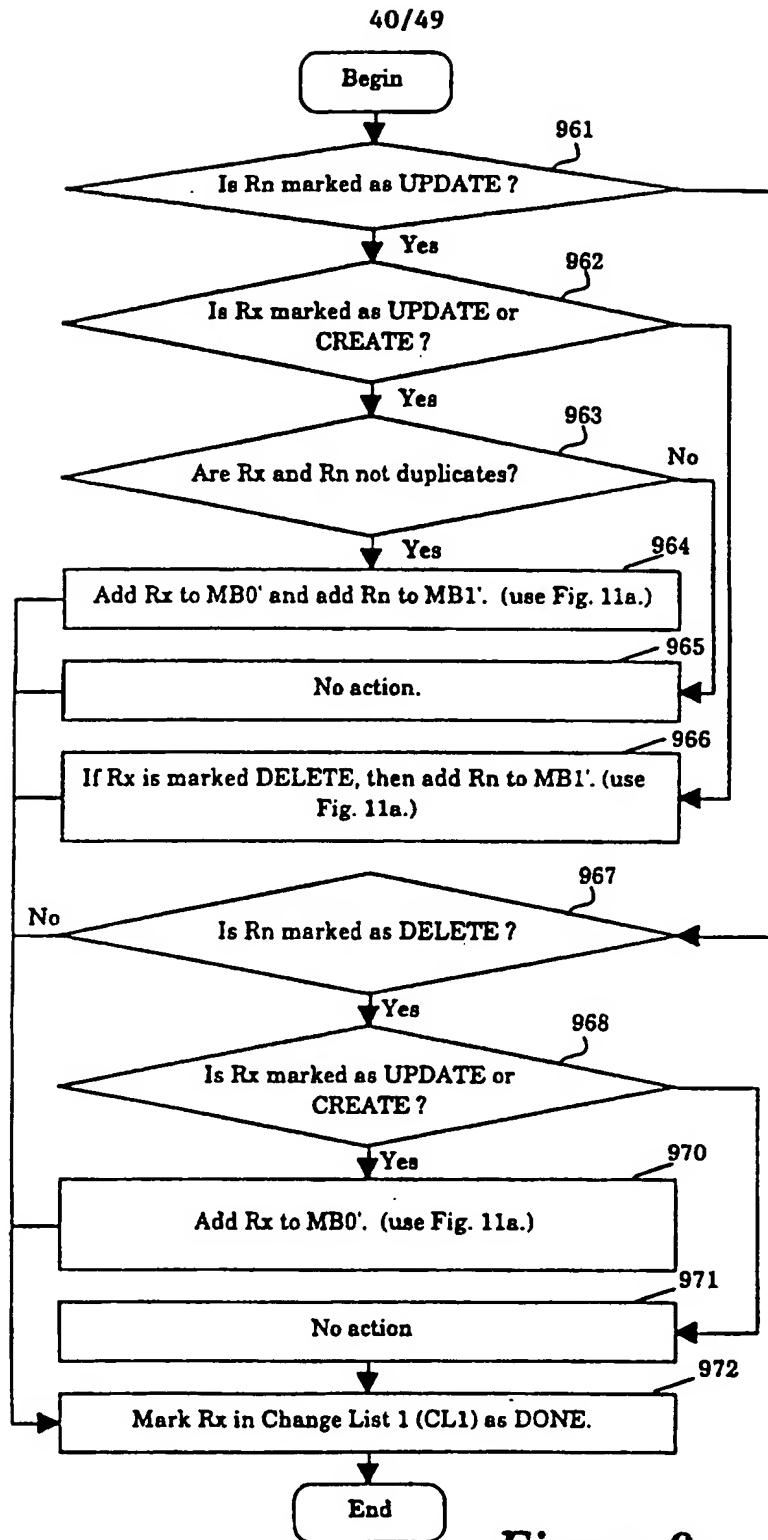 40/49
Begin
961
Is Rn marked as UPDATE ?
Yes
962
Is Rx marked as UPDATE or
CREATE ?
Yes
963
Are Rx and Rn not duplicates?
No
Yes
964
Add Rx to MB0' and add Rn to MB1'. (use Fig. 11a.)
965
No action.
966
If Rx is marked DELETE, then add Rn to MB1'. (use
Fig. 11a.)
967
No
Is Rn marked as DELETE ?
Yes
968
Is Rx marked as UPDATE or
CREATE ?
Yes
970
Add Rx to MB0'. (use Fig. 11a.)
971
No action
972
Mark Rx in Change List 1 (CL1) as DONE.
End